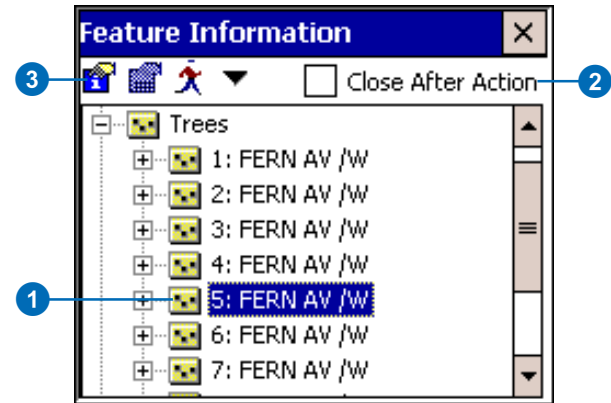 Feature Information
3
Close After Action
2
Trees
1: FERN AV /W
2: FERN AV /W
3: FERN AV /W
4: FERN AV /W
1
5: FERN AV /W
6: FERN AV /W
7: FERN AV /W